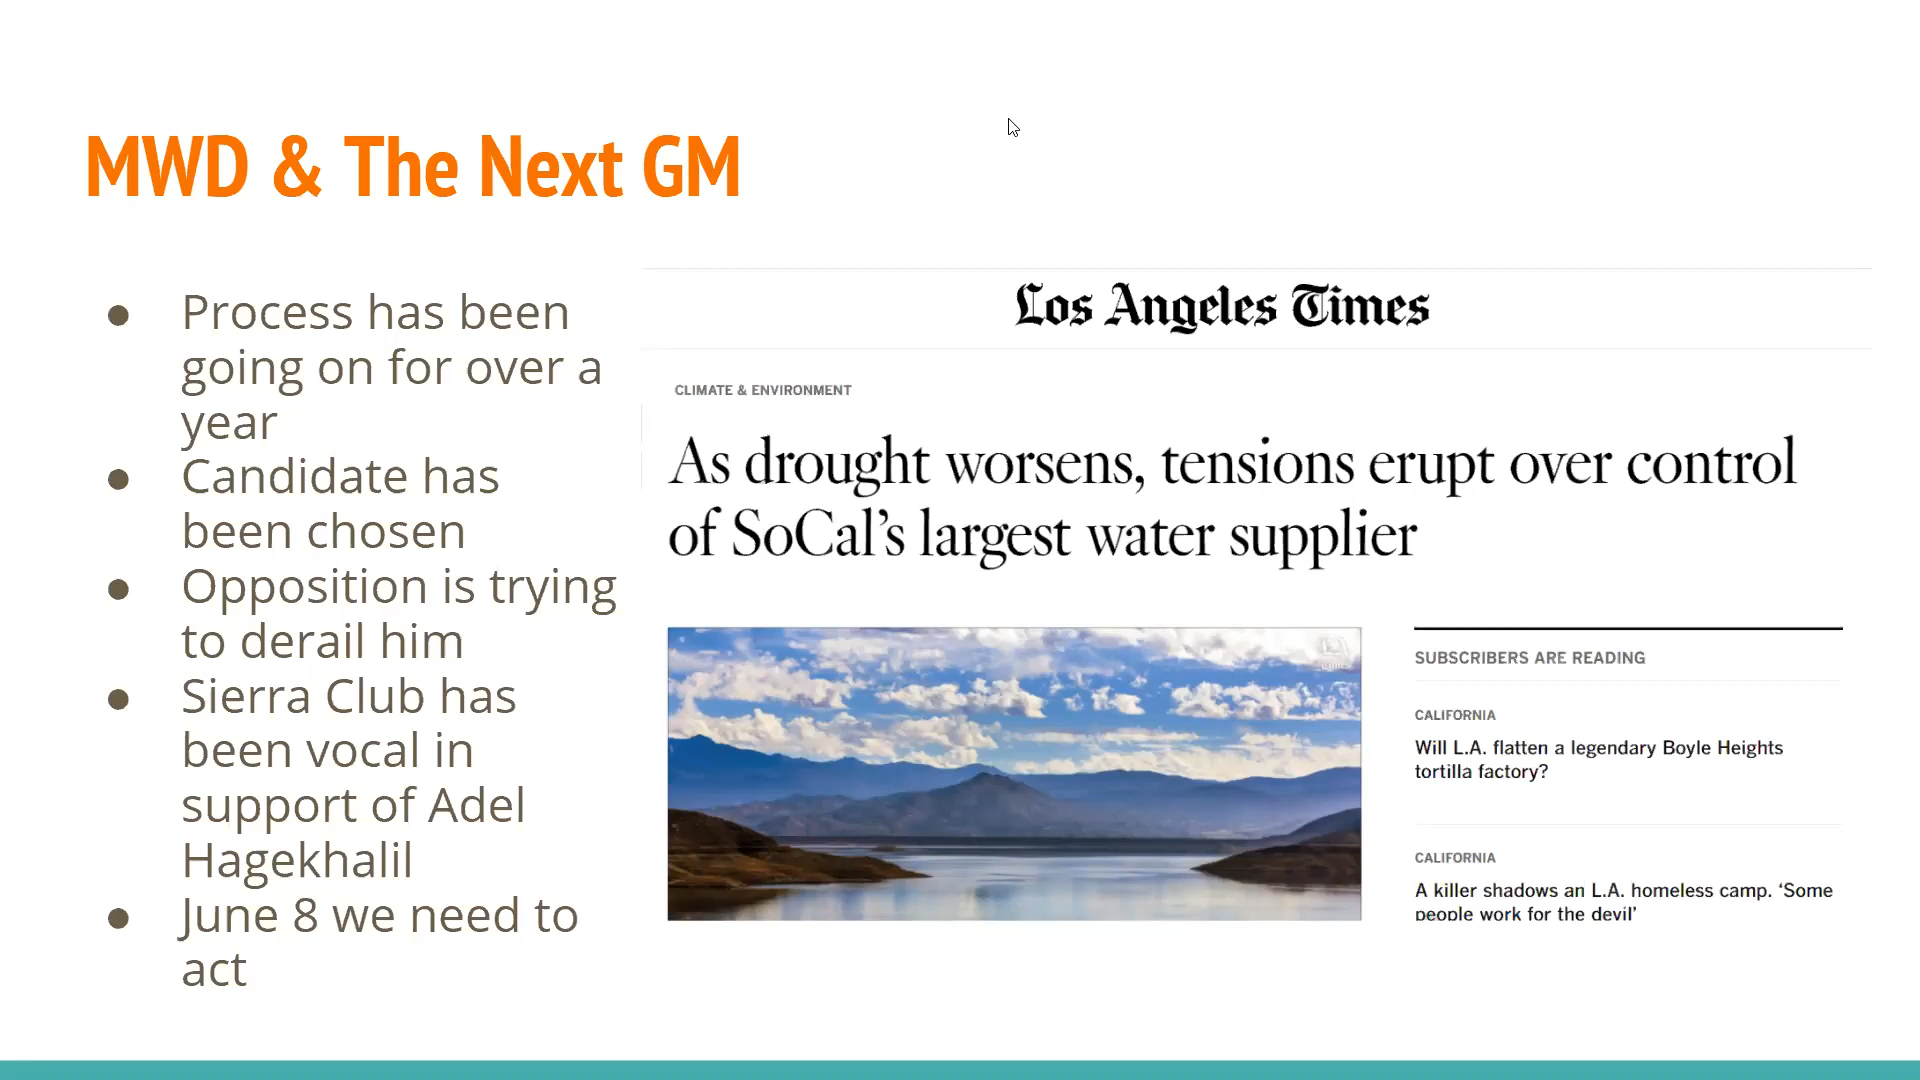 MWD & The Next GM
● Process has been
going on for over a
year
● Candidate has
been chosen
● Opposition is trying
to derail him
● Sierra Club has
been vocal in
support of Adel
Hagekhalil
● June 8 we need to
act
Los Angeles Times
CLIMATE & ENVIRONMENT
As drought worsens, tensions erupt over control
of SoCal’s largest water supplier
SUBSCRIBERS ARE READING
CALIFORNIA
Will L.A. flatten a legendary Boyle Heights
tortilla factory?
CALIFORNIA
A killer shadows an L.A. homeless camp. ‘Some
people work for the devil’